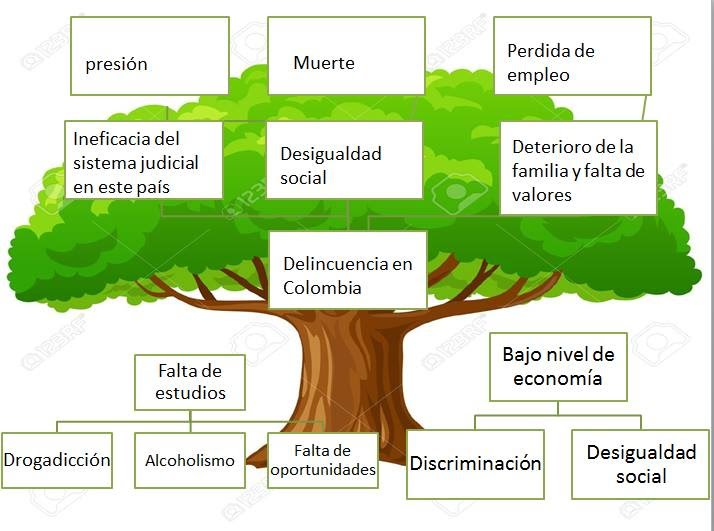 presión
Muerte
Perdida de
empleo
Ineficacia del
sistema judicial
en este país
Desigualdad
social
Deterioro de la
familia y falta de
valores
Delincuencia en
Colombia
Falta de
estudios
Bajo nivel de
economía
Drogadicción
Alcoholismo
Falta de
oportunidades
Discriminación
Desigualdad
social